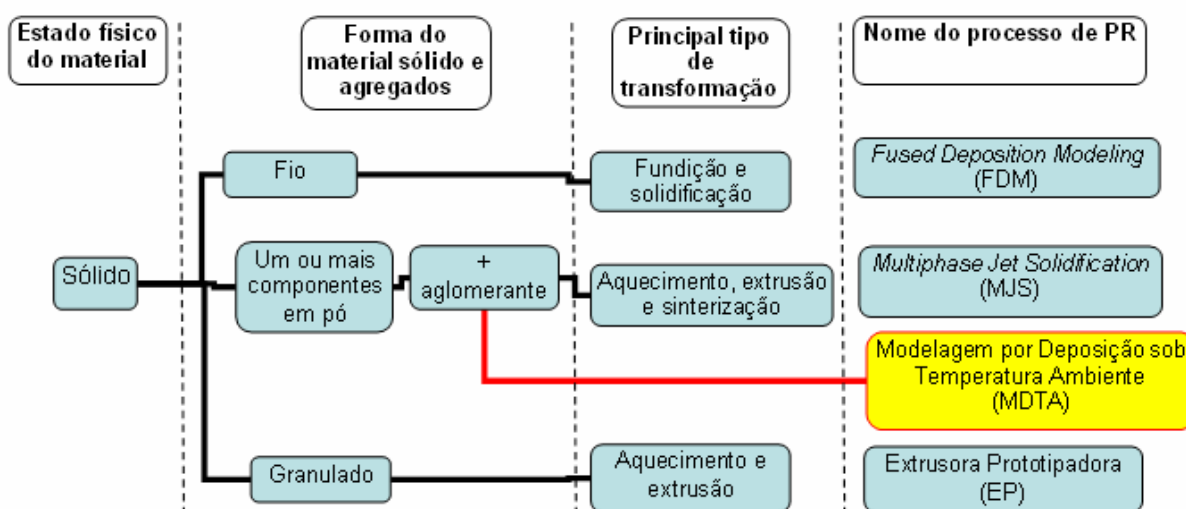 Estado físico
do material
Forma do
material sólido e
agregados
Principal tipo
de
transformação
Nome do processo de PR
Fio
Fundição e
solidificação
Fused Deposition Modeling
(FDM)
Sólido
Um ou mais
componentes
em pó
+
aglomerante
Aquecimento, extrusão
e sinterização
Multiphase Jet Solidification
(MJS)
Modelagem por Deposição sob
Temperatura Ambiente
(MDTA)
Granulado
Aquecimento e
extrusão
Extrusora Prototipadora
(EP)